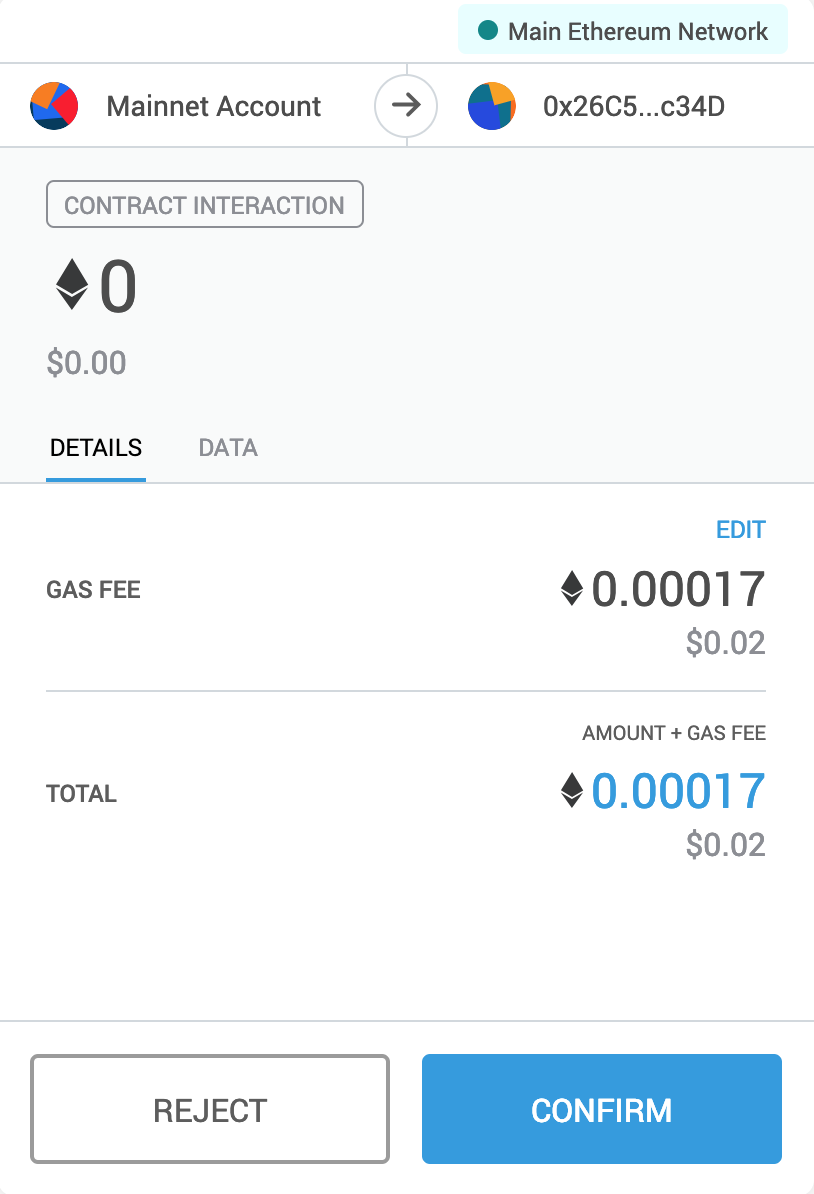 Main Ethereum Network
Mainnet Account
0x26C5...c34D
CONTRACT INTERACTION
0
$0.00
DETAILS DATA
EDIT
GAS FEE
0.00017
$0.02
AMOUNT + GAS FEE
TOTAL
0.00017
$0.02
REJECT
CONFIRM